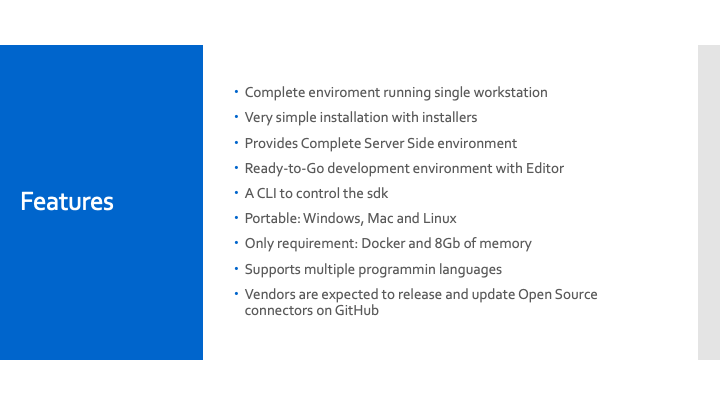 Features
• Complete enviroment running single workstation
• Very simple installation with installers
• Provides Complete Server Side environment
• Ready-to-Go development environment with Editor
• A CLI to control the sdk
• Portable: Windows, Mac and Linux
• Only requirement: Docker and 8Gb of memory
• Supports multiple programmin languages
• Vendors are expected to release and update Open Source
connectors on GitHub